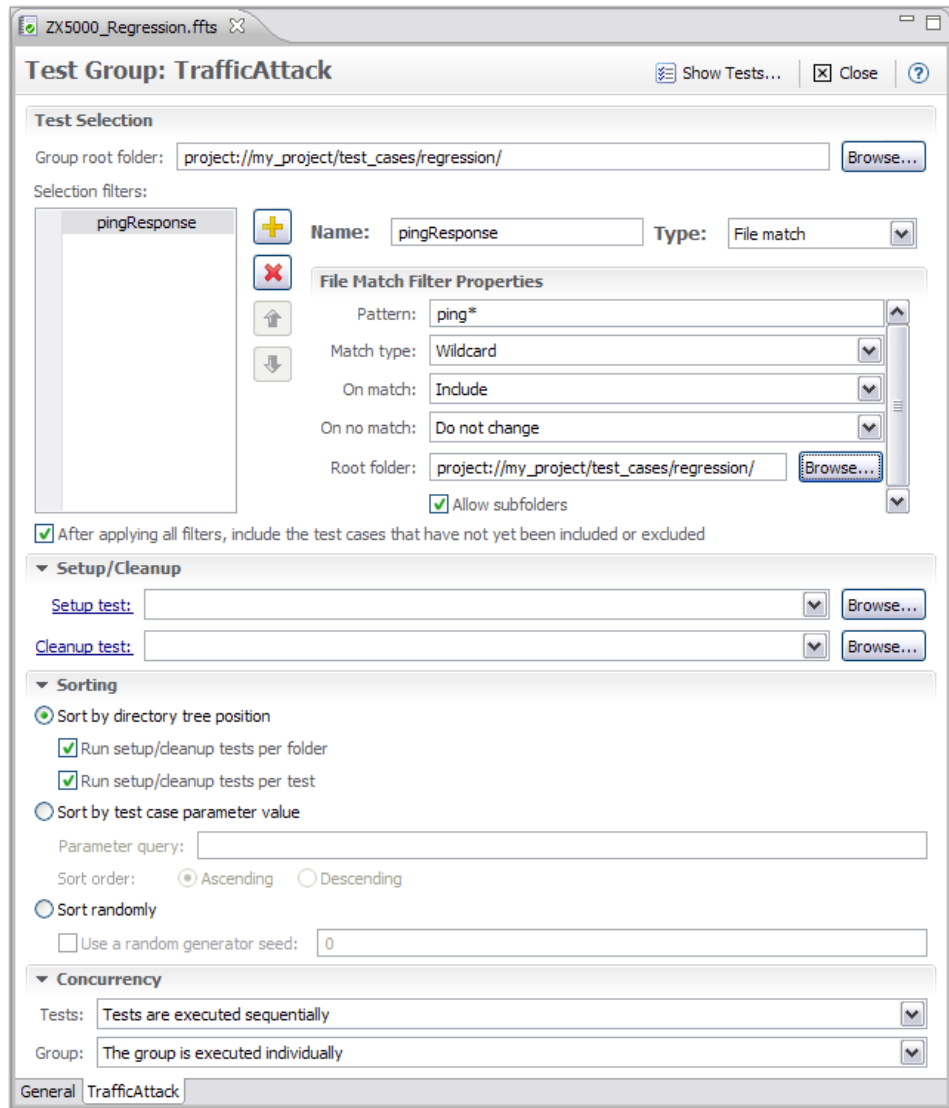 ZX5000_Regression.ffts
Test Group: TrafficAttack
Show Tests... Close ?
Test Selection
Group root folder: project://my_project/test_cases/regression/ Browse...
Selection filters:
pingResponse
Name: pingResponse Type: File match
File Match Filter Properties
Pattern: ping*
Match type: Wildcard
On match: Include
On no match: Do not change
Root folder: project://my_project/test_cases/regression/ Browse...
Allow subfolders
After applying all filters, include the test cases that have not yet been included or excluded
Setup/Cleanup
Setup test: Browse...
Cleanup test: Browse...
Sorting
Sort by directory tree position
Run setup/cleanup tests per folder
Run setup/cleanup tests per test
Sort by test case parameter value
Parameter query:
Sort order: Ascending Descending
Sort randomly
Use a random generator seed: 0
Concurrency
Tests: Tests are executed sequentially
Group: The group is executed individually
General TrafficAttack